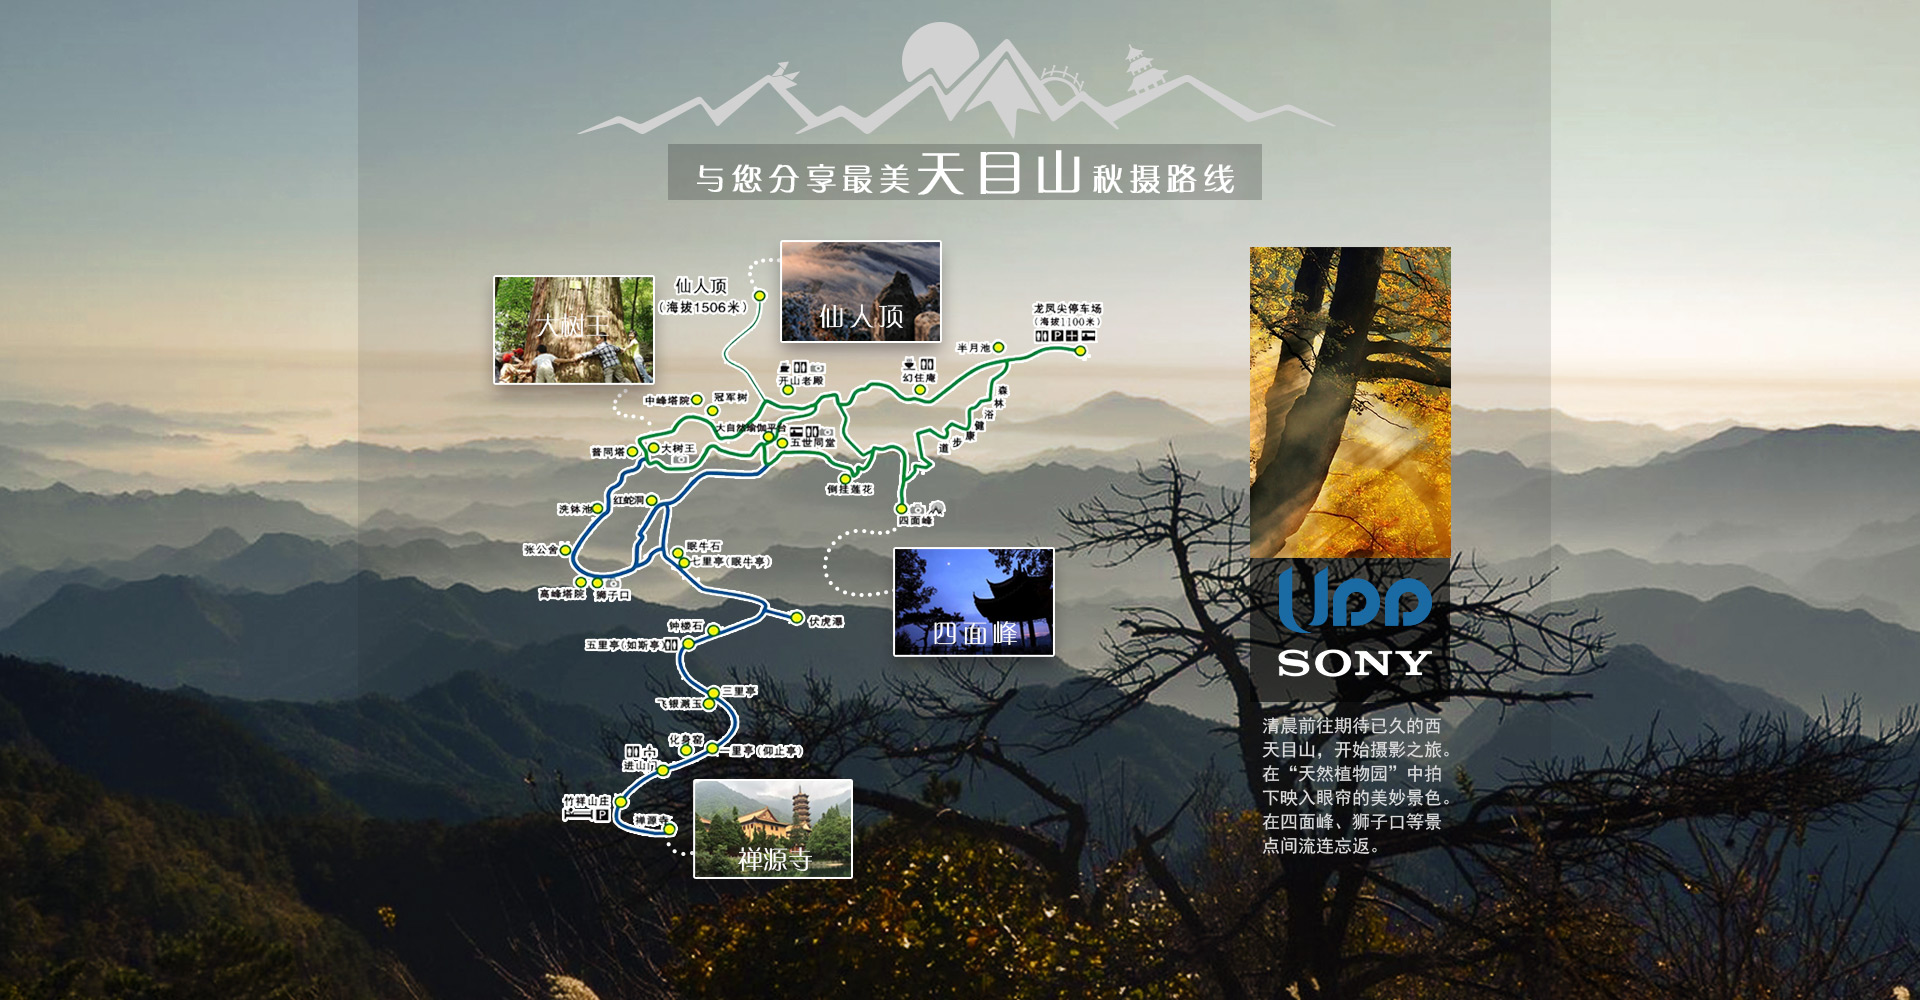 与您分享最美天目山秋摄路线
仙人顶
(海拔1506米)
仙人顶
大树王
龙凤尖停车场
(海拔1100米)
P
半月池
开山老殿
幻住庵
中峰塔院
冠军树
森林浴健康步道
大自然瑜伽平台
五世同堂
普同塔
大树王
倒挂莲花
四面峰
红蛇洞
洗钵池
张公舍
眠牛石
七里亭(眠牛亭)
高峰塔院
狮子口
四面峰
伏虎潭
钟楼石
五里亭(如斯亭)
三里亭
飞银溅玉
化身窑
一里亭(仰止亭)
进山门
竹祥山庄
P
禅源寺
禅源寺
UPP
SONY
清晨前往期待已久的西
天目山，开始摄影之旅。
在“天然植物园”中拍
下映入眼帘的美妙景色。
在四面峰、狮子口等景
点间流连忘返。